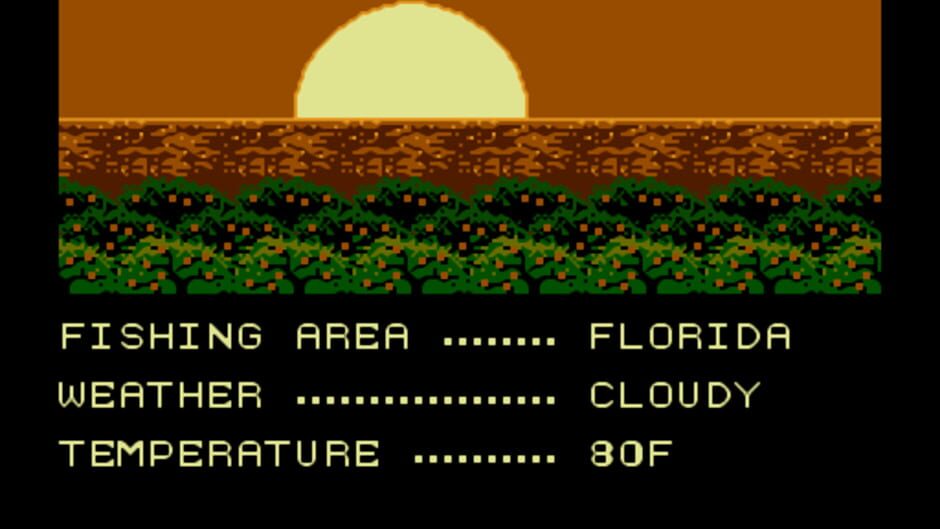 FISHING AREA ........ FLORIDA
WEATHER .................. CLOUDY
TEMPERATURE .......... 80F